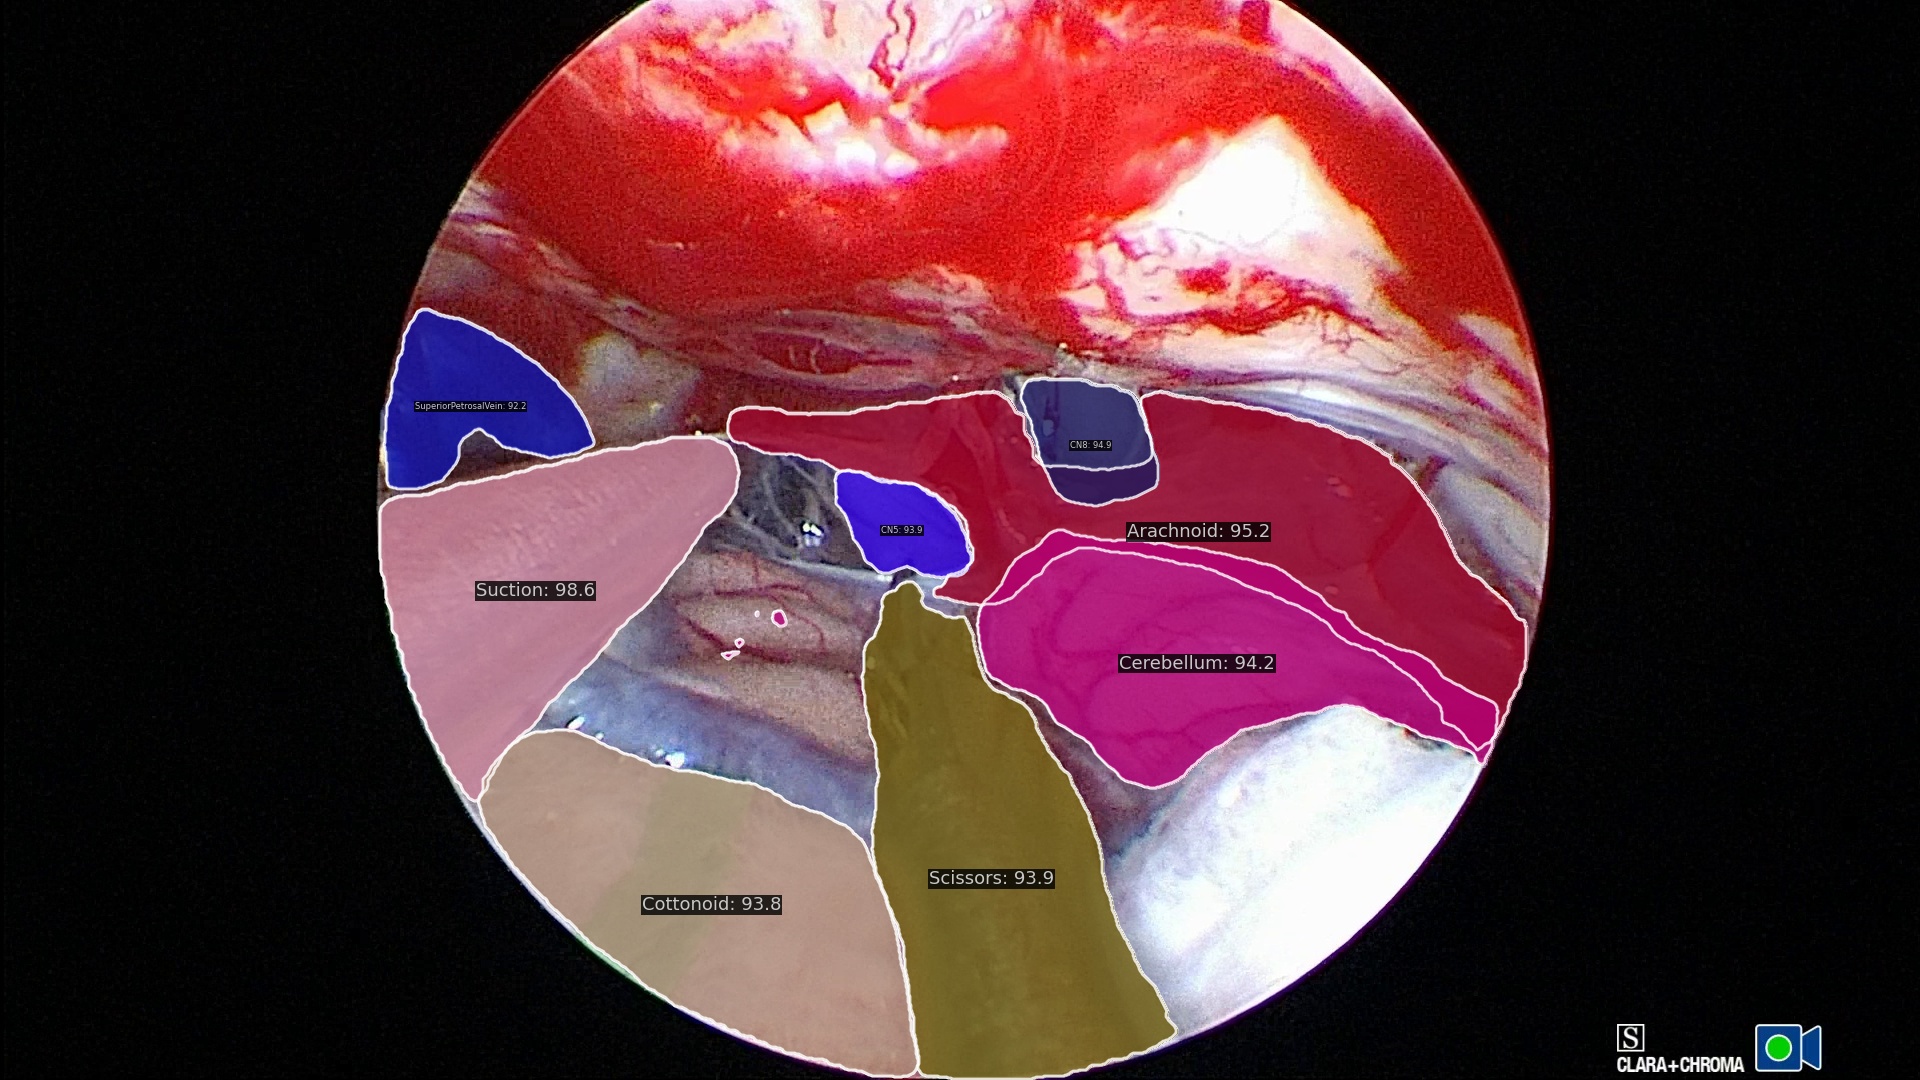 SuperiorPetrosalVein: 92.2
CN8: 94.9
CN5: 93.9
Arachnoid: 95.2
Suction: 98.6
Cerebellum: 94.2
Scissors: 93.9
Cottonoid: 93.8
S
CLARA+CHROMA